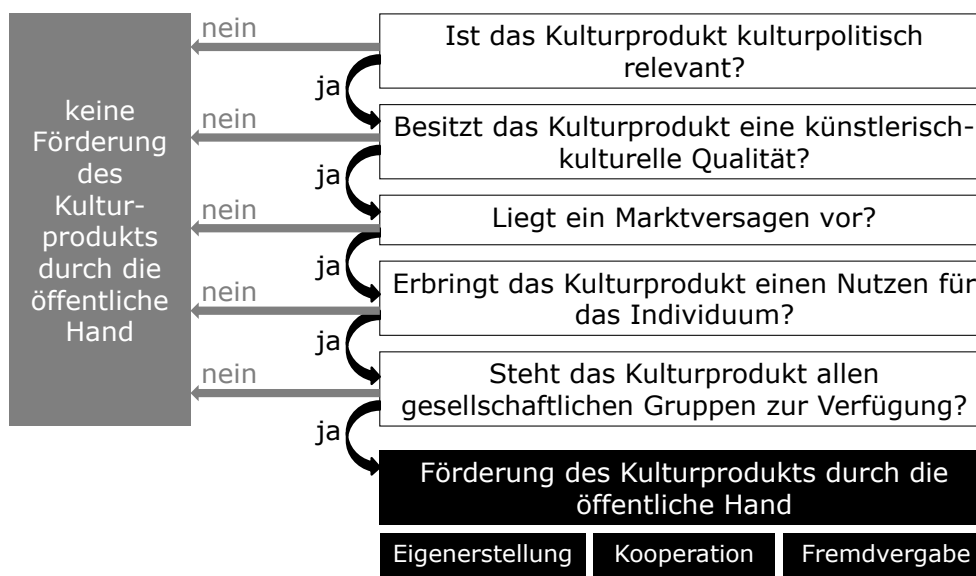 keine
Förderung
des
Kultur-
produkts
durch die
öffentliche
Hand
nein
Ist das Kulturprodukt kulturpolitisch
relevant?
ja
nein
Besitzt das Kulturprodukt eine künstlerisch-
kulturelle Qualität?
ja
nein
Liegt ein Marktversagen vor?
ja
nein
Erbringt das Kulturprodukt einen Nutzen für
das Individuum?
ja
nein
Steht das Kulturprodukt allen
gesellschaftlichen Gruppen zur Verfügung?
ja
Förderung des Kulturprodukts durch die
öffentliche Hand
Eigenerstellung
Kooperation
Fremdvergabe